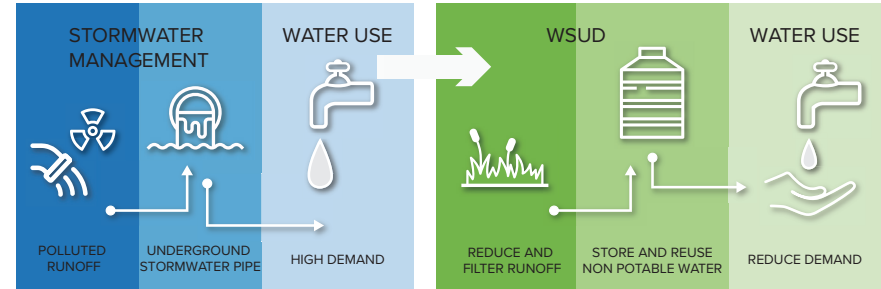 STORMWATER
MANAGEMENT
WATER USE
POLLUTED
RUNOFF
UNDERGROUND
STORMWATER PIPE
HIGH DEMAND
WSUD
WATER USE
REDUCE AND
FILTER RUNOFF
STORE AND REUSE
NON POTABLE WATER
REDUCE DEMAND